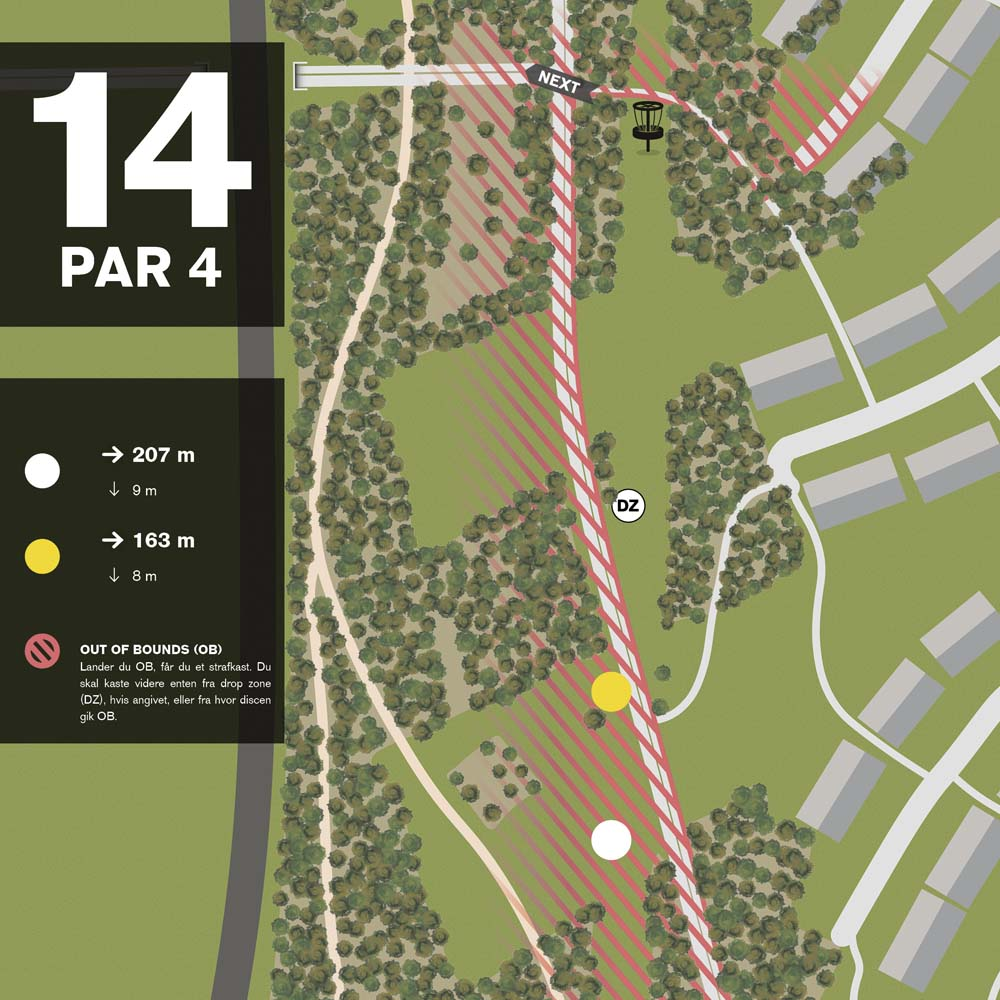 14
PAR 4
NEXT
→ 207 m
↓ 9 m
DZ
→ 163 m
↓ 8 m
OUT OF BOUNDS (OB)
Lander du OB, får du et strafkast. Du
skal kaste videre enten fra drop zone
(DZ), hvis angivet, eller fra hvor discen
gik OB.